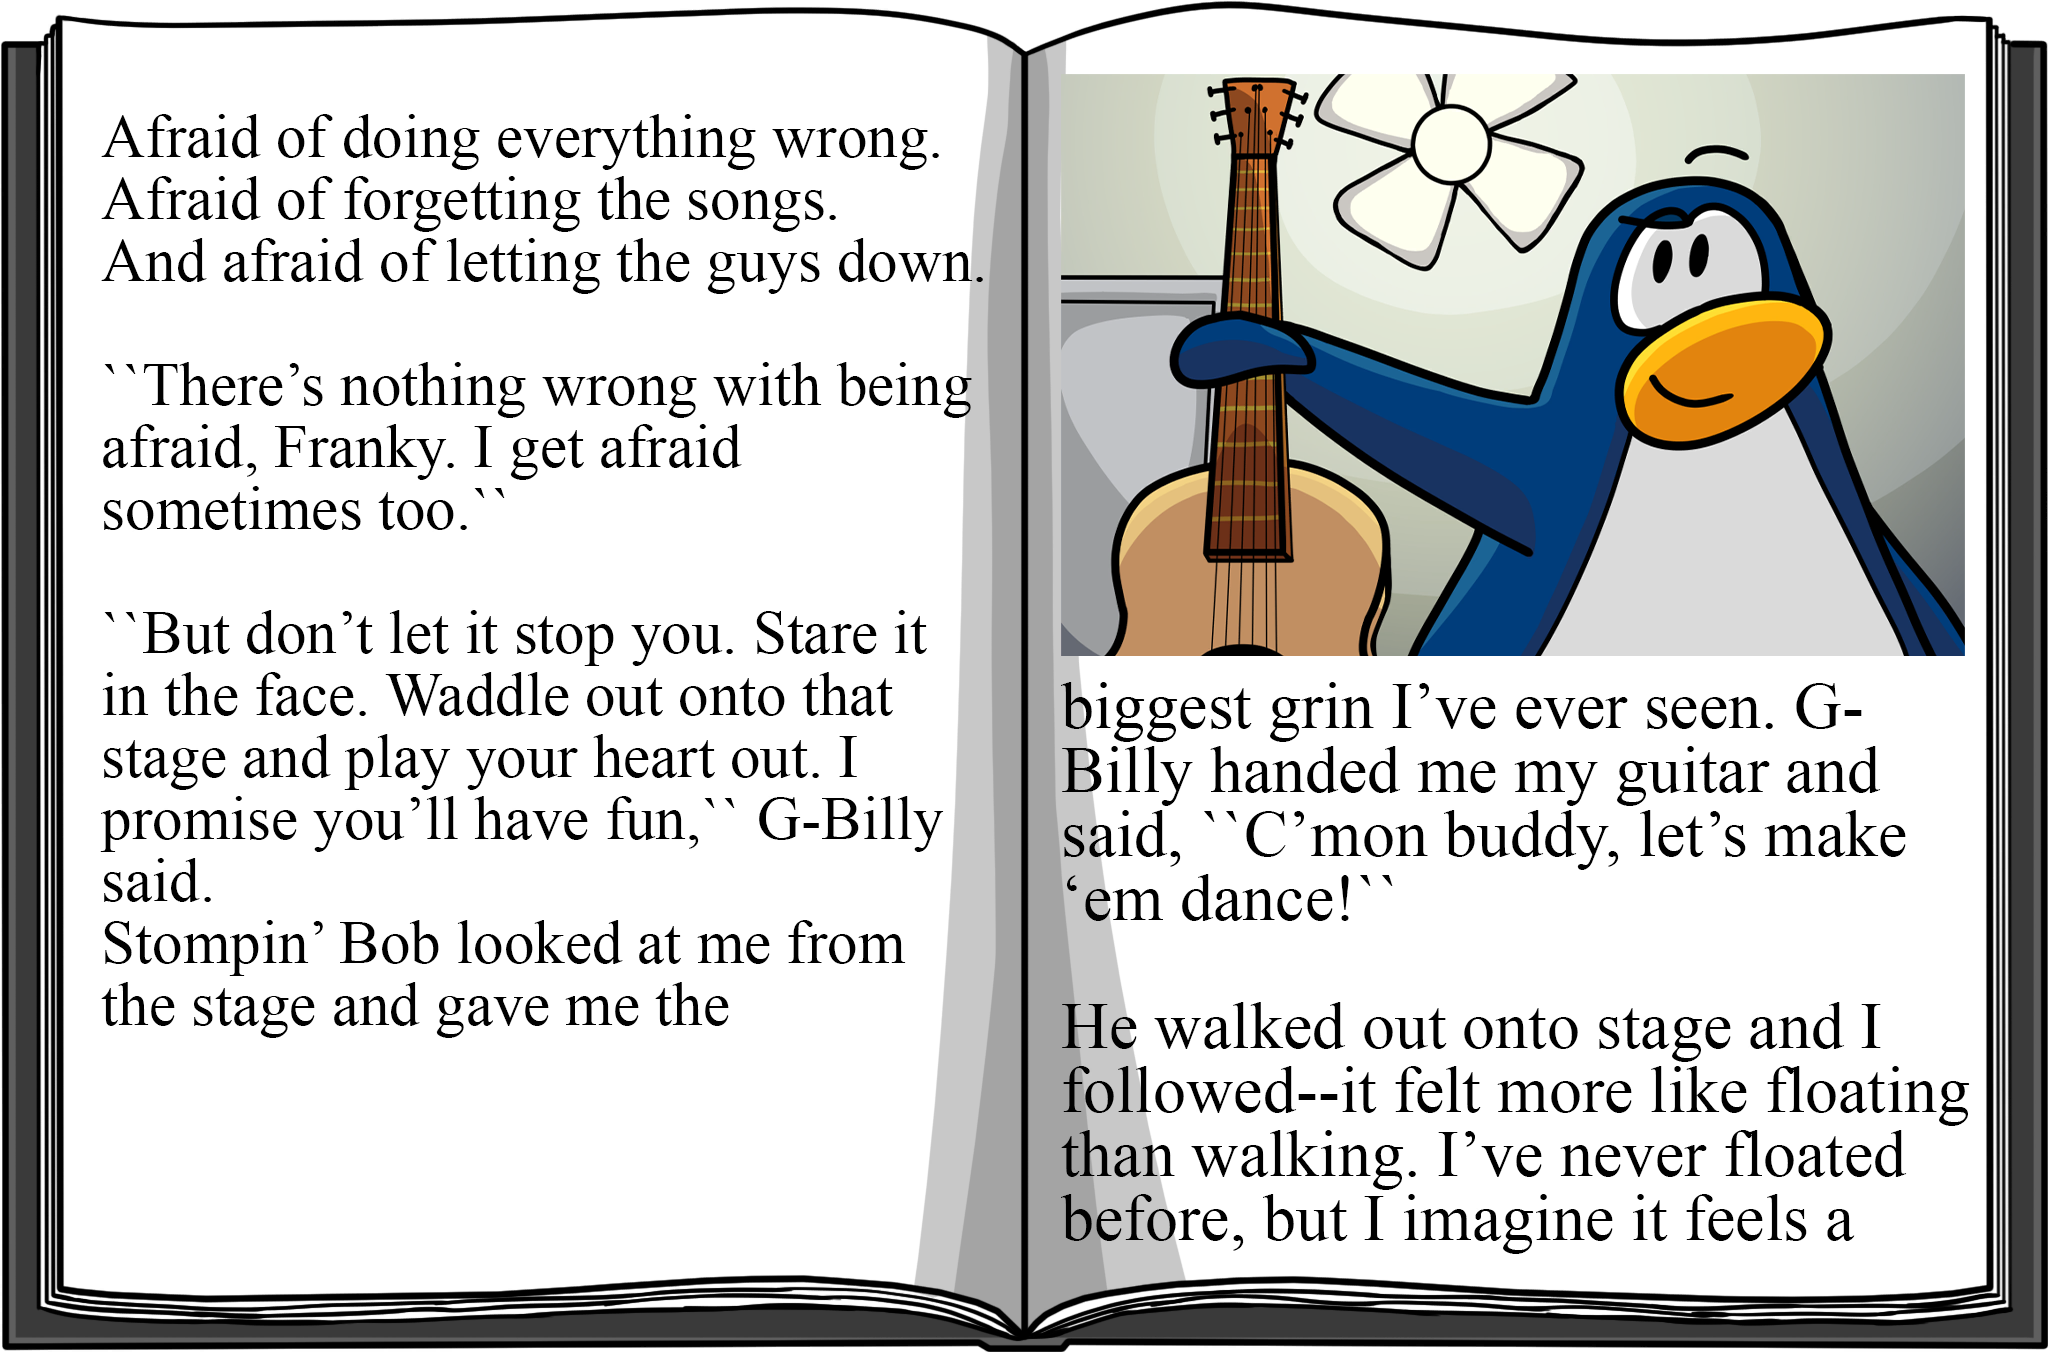 Afraid of doing everything wrong.
Afraid of forgetting the songs.
And afraid of letting the guys down.
``There’s nothing wrong with being
afraid, Franky. I get afraid
sometimes too.``
``But don’t let it stop you. Stare it
in the face. Waddle out onto that
stage and play your heart out. I
promise you’ll have fun,`` G-Billy
said.
Stompin’ Bob looked at me from
the stage and gave me the
biggest grin I’ve ever seen. G-
Billy handed me my guitar and
said, ``C’mon buddy, let’s make
‘em dance!``
He walked out onto stage and I
followed--it felt more like floating
than walking. I’ve never floated
before, but I imagine it feels a